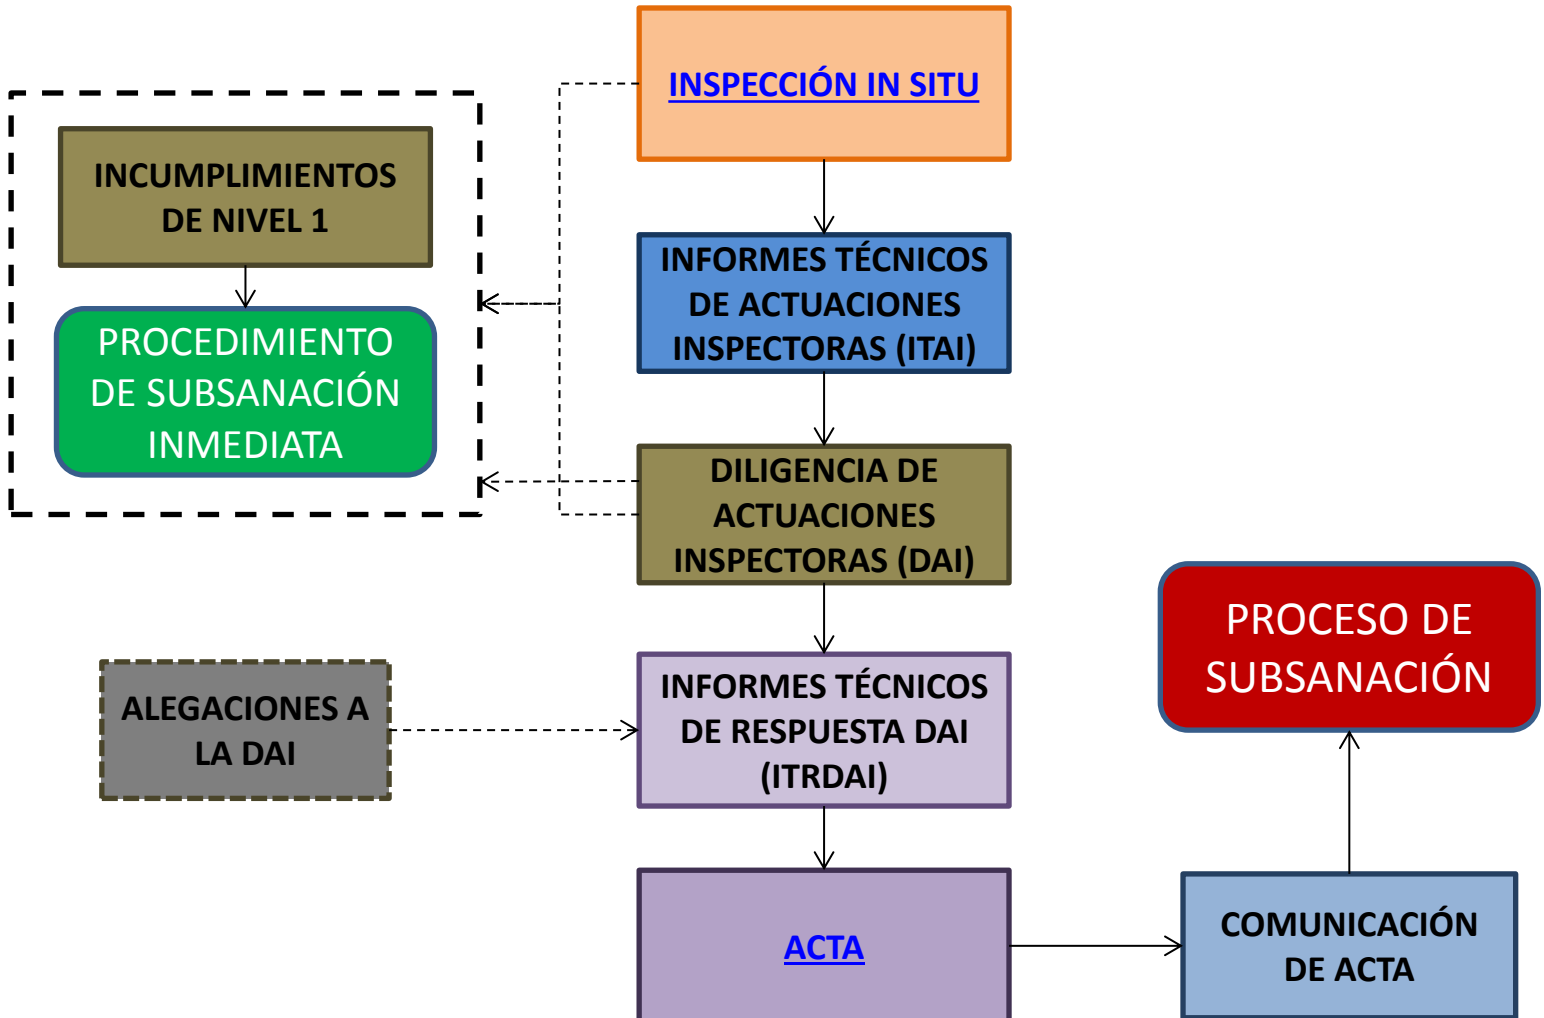 INSPECCIÓN IN SITU
INCUMPLIMIENTOS
DE NIVEL 1
PROCEDIMIENTO
DE SUBSANACIÓN
INMEDIATA
INFORMES TÉCNICOS
DE ACTUACIONES
INSPECTORAS (ITAI)
DILIGENCIA DE
ACTUACIONES
INSPECTORAS (DAI)
ALEGACIONES A
LA DAI
INFORMES TÉCNICOS
DE RESPUESTA DAI
(ITRDAI)
PROCESO DE
SUBSANACIÓN
ACTA
COMUNICACIÓN
DE ACTA